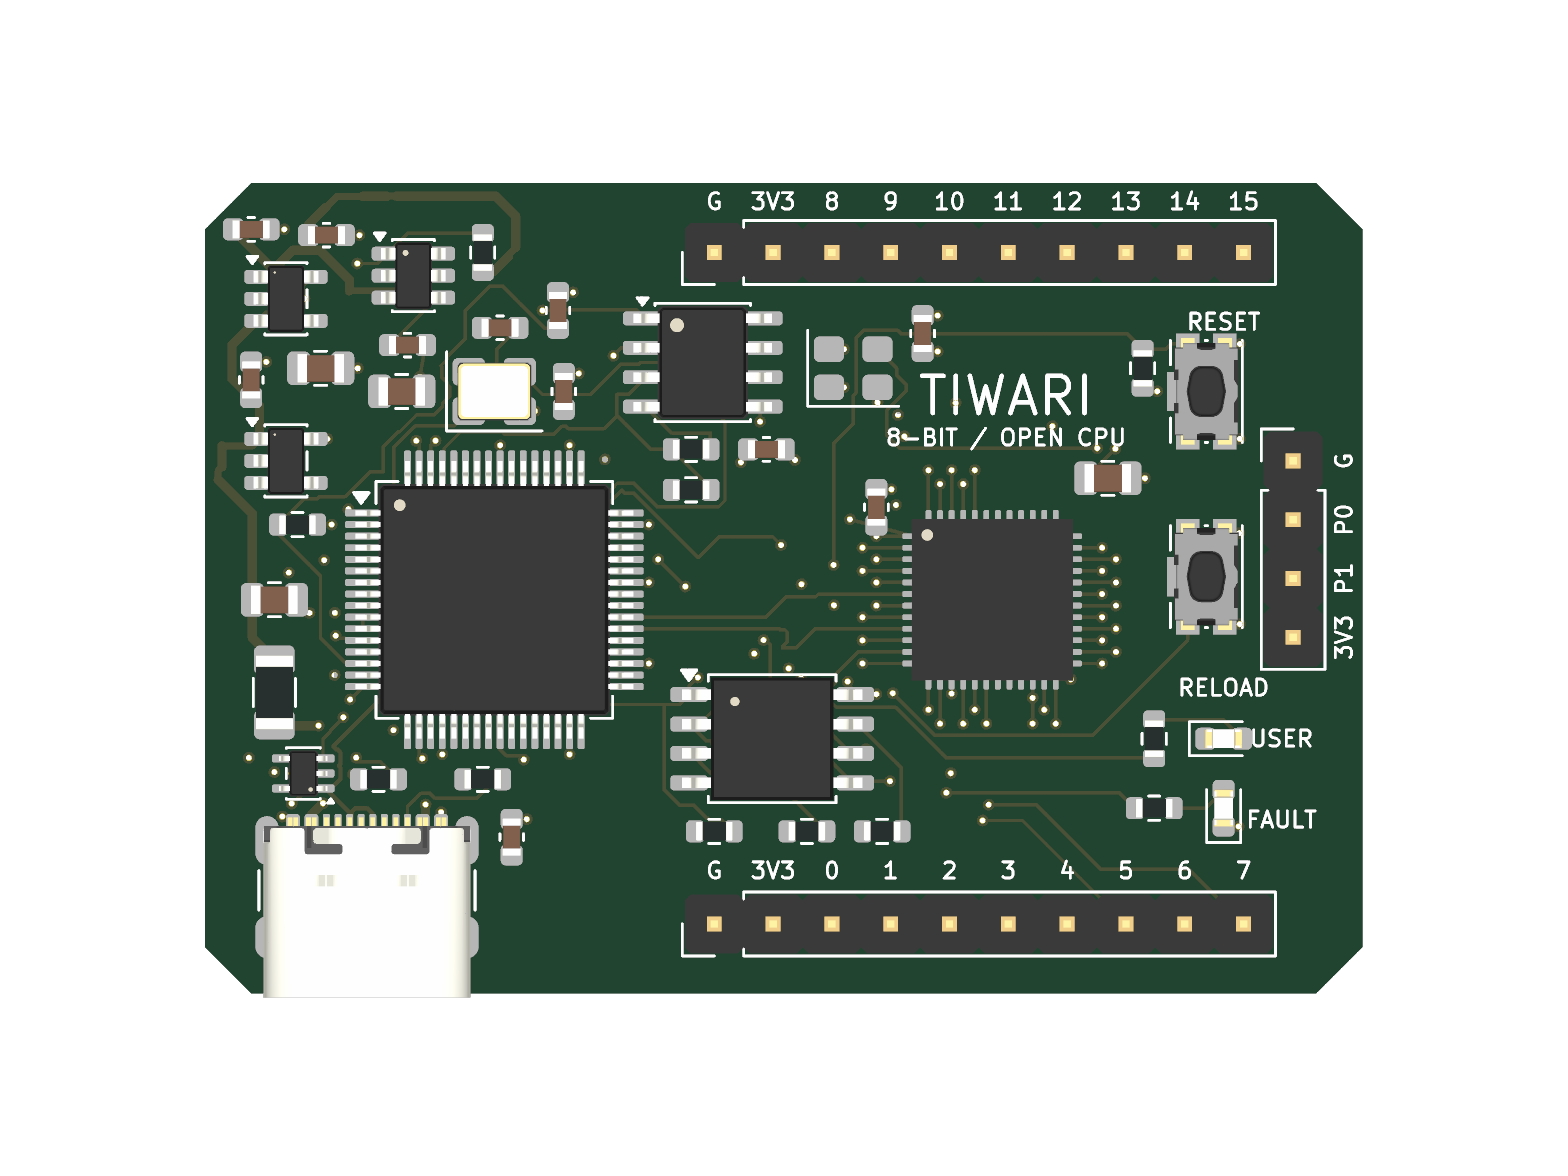 G 3V3 8 9 10 11 12 13 14 15
RESET
TIWARI
8-BIT / OPEN CPU
G
P0
P1
3V3
RELOAD
USER
FAULT
G 3V3 0 1 2 3 4 5 6 7